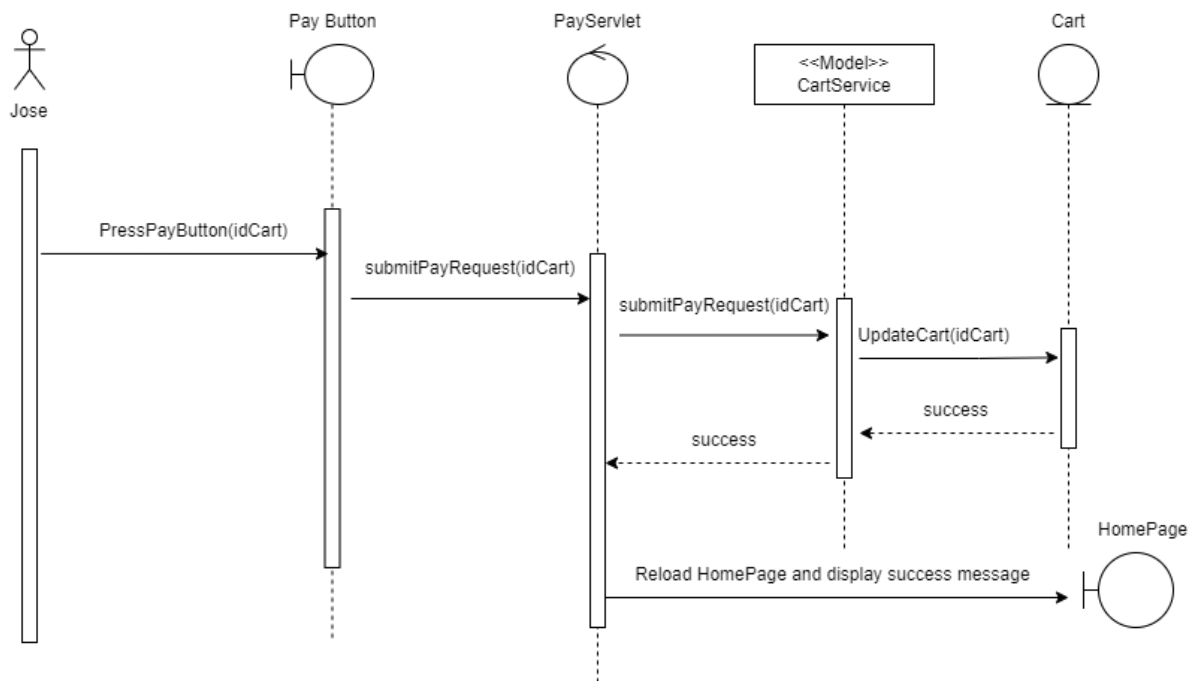 Pay Button
PayServlet
Cart
<<Model>>
CartService
Jose
PressPayButton(idCart)
submitPayRequest(idCart)
submitPayRequest(idCart)
UpdateCart(idCart)
success
success
HomePage
Reload HomePage and display success message